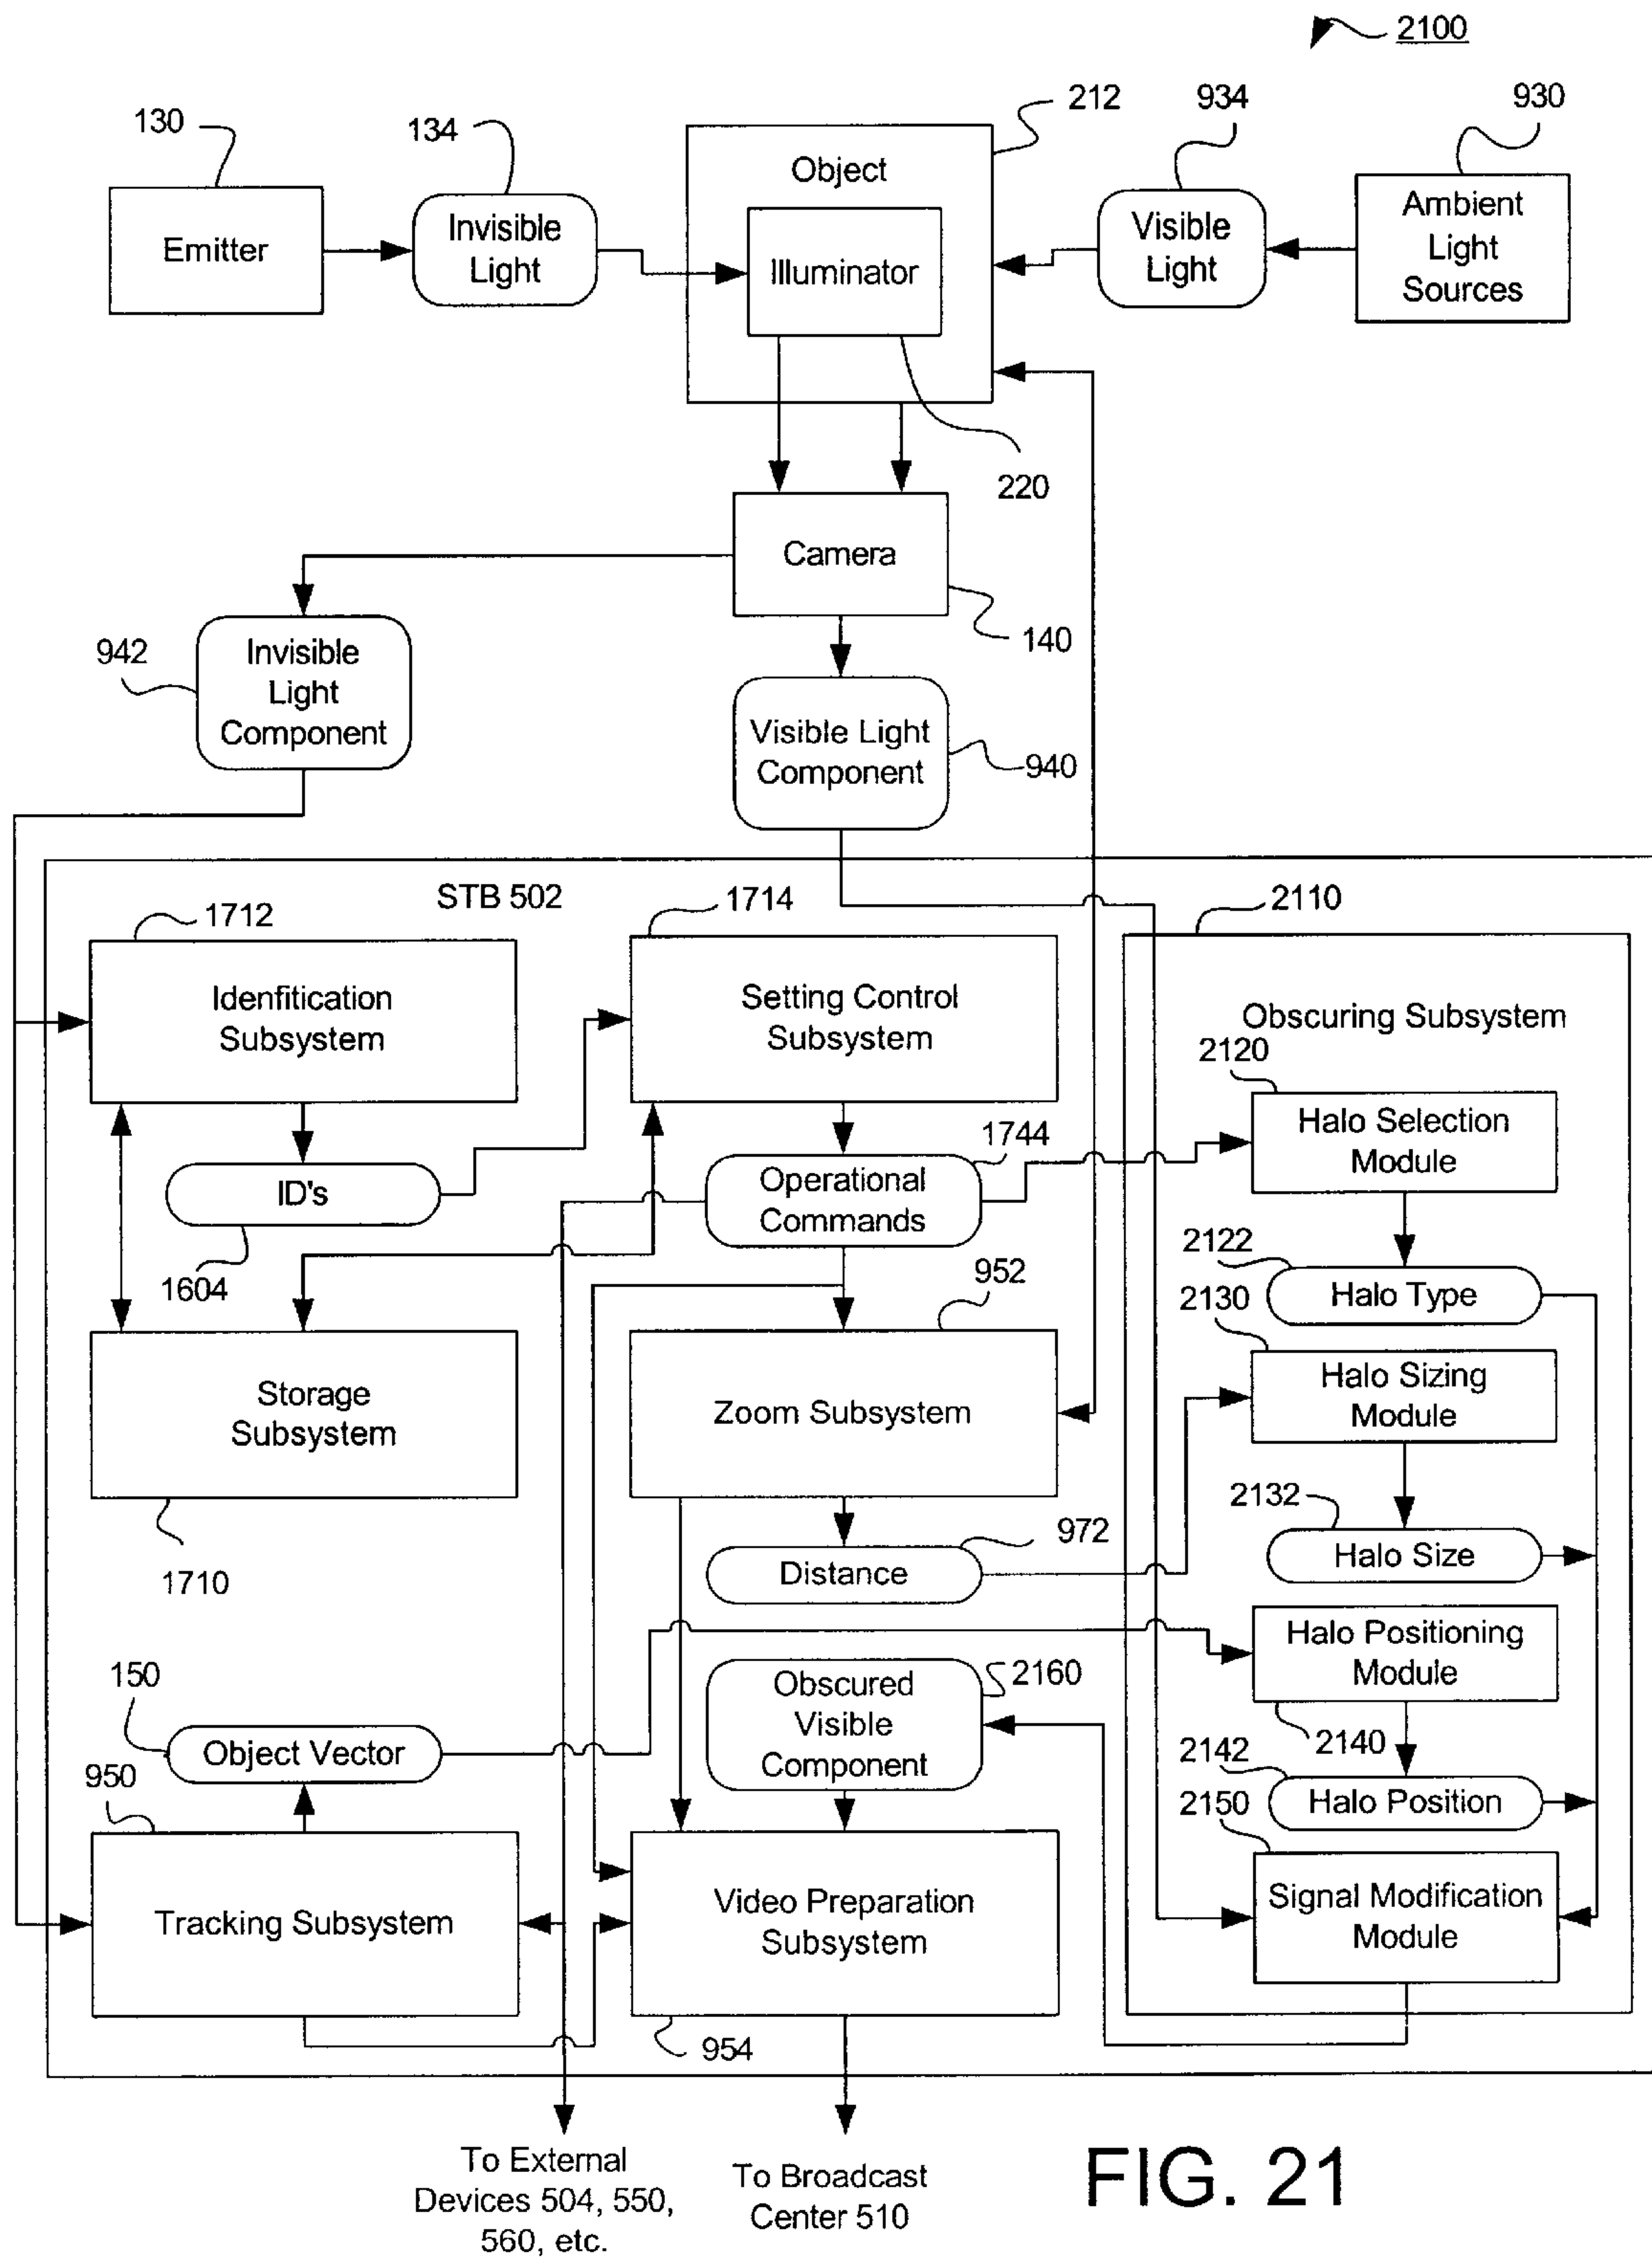 2100
130
134
212
934
930
Object
Emitter
Invisible
Light
Illuminator
Visible
Light
Ambient
Light
Sources
220
Camera
140
942
Invisible
Light
Component
Visible Light
Component
940
STB 502
1712
1714
2110
Idenfitication
Subsystem
Setting Control
Subsystem
Obscuring Subsystem
2120
Halo Selection
Module
1744
ID's
Operational
Commands
1604
2122
952
2130
Halo Type
Storage
Subsystem
Zoom Subsystem
Halo Sizing
Module
1710
2132
972
Halo Size
Distance
Halo Positioning
Module
2140
150
Obscured
Visible
Component
2160
Object Vector
950
2142
2150
Halo Position
Tracking Subsystem
Video Preparation
Subsystem
Signal Modification
Module
954
To External
Devices 504, 550,
560, etc.
To Broadcast
Center 510
FIG. 21